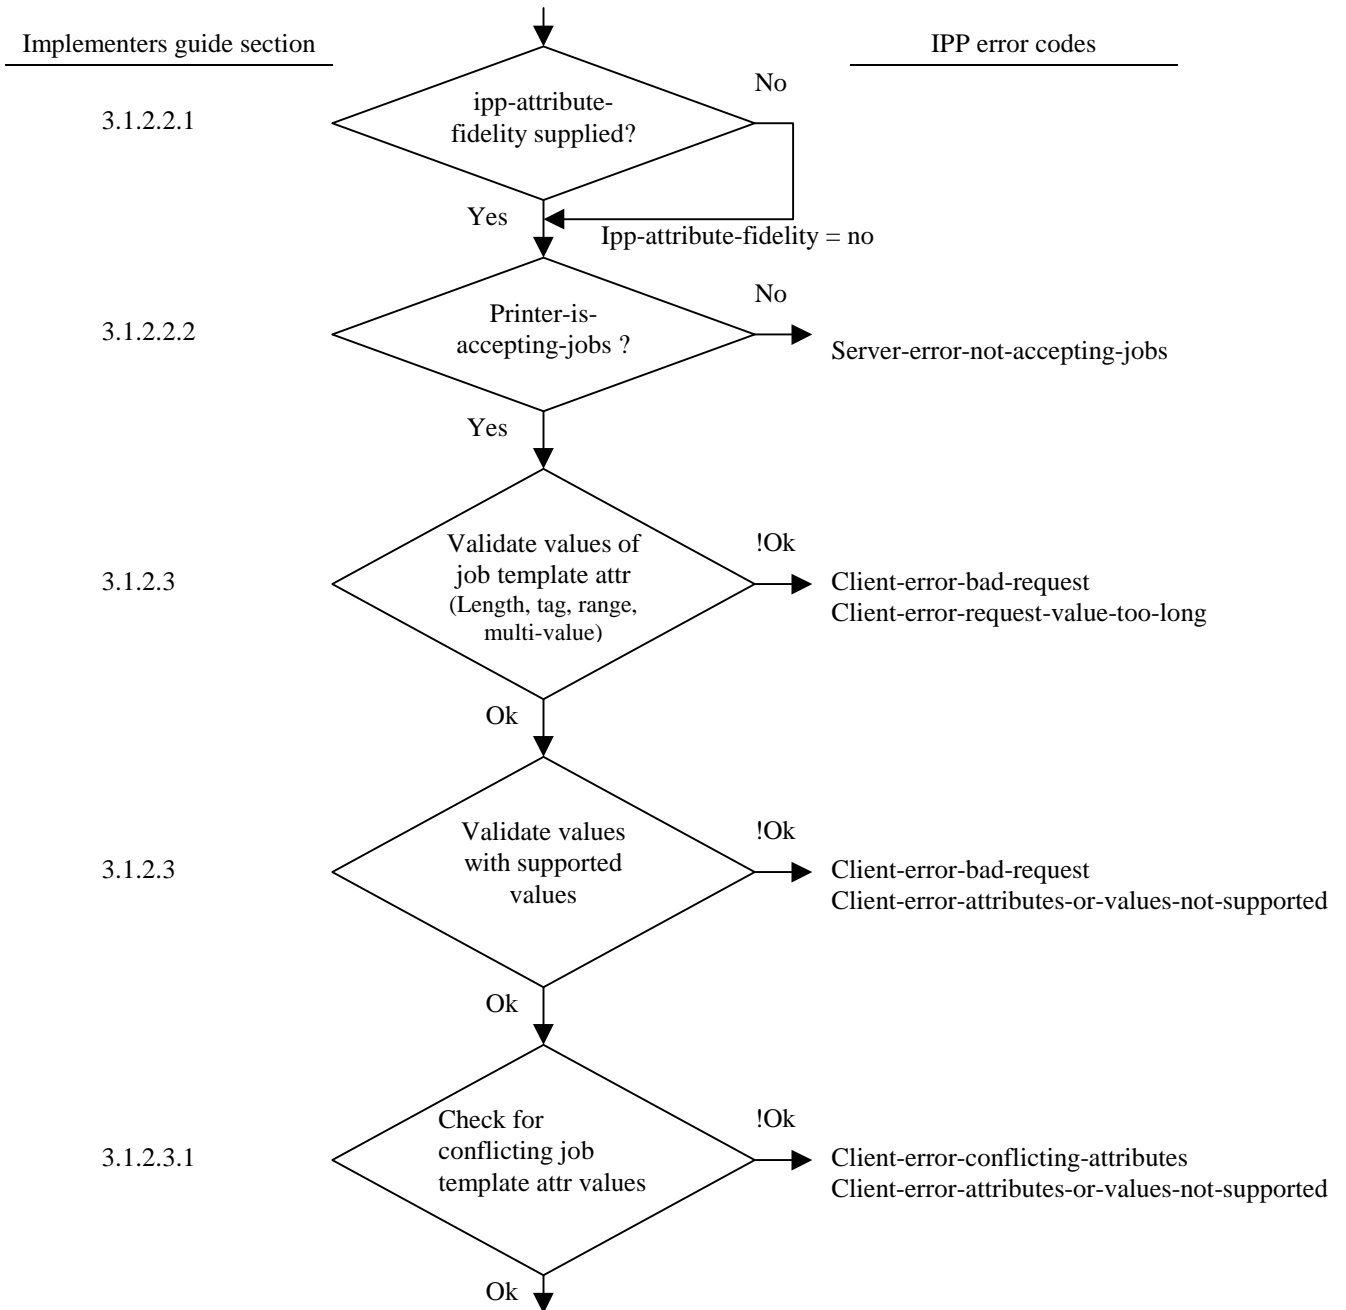 Implementers guide section
IPP error codes
No
3.1.2.2.1
ipp-attribute-
fidelity supplied?
Yes
Ipp-attribute-fidelity = no
No
3.1.2.2.2
Printer-is-
accepting-jobs ?
Server-error-not-accepting-jobs
Yes
!Ok
3.1.2.3
Validate values of
job template attr
(Length, tag, range,
multi-value)
Client-error-bad-request
Client-error-request-value-too-long
Ok
!Ok
3.1.2.3
Validate values
with supported
values
Client-error-bad-request
Client-error-attributes-or-values-not-supported
Ok
!Ok
3.1.2.3.1
Check for
conflicting job
template attr values
Client-error-conflicting-attributes
Client-error-attributes-or-values-not-supported
Ok